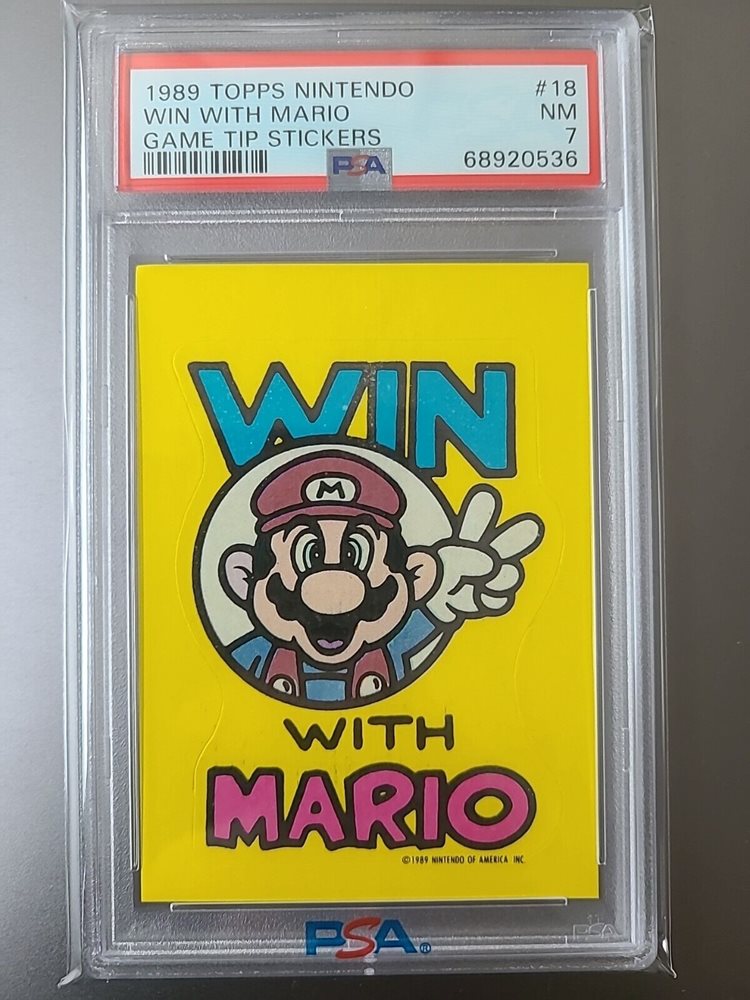 1989 TOPPS NINTENDO #18
WIN WITH MARIO NM
GAME TIP STICKERS 7
PSA 68920536
WIN
M
WITH
MARIO
©1989 NINTENDO OF AMERICA INC.
PSA®
PSA